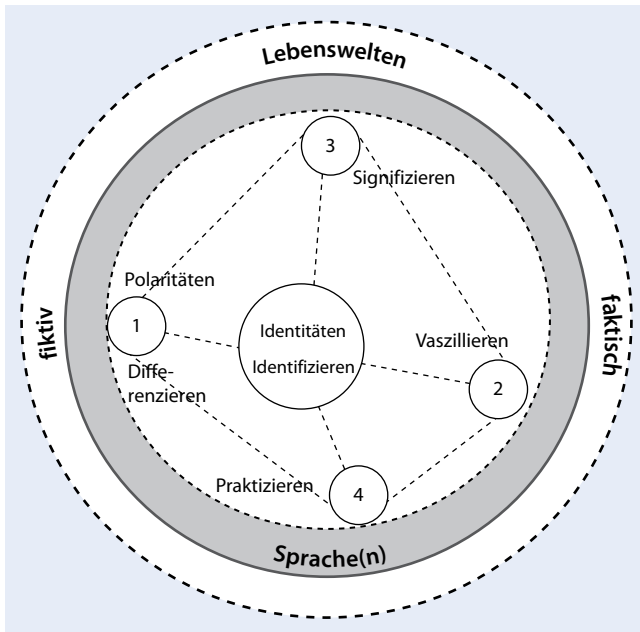 Lebenswelten
3
Signifizieren
Polaritäten
1
Diffe-
renzieren
fiktiv
Identitäten
Identifizieren
Vaszillieren
2
faktisch
Praktizieren
4
Sprache(n)